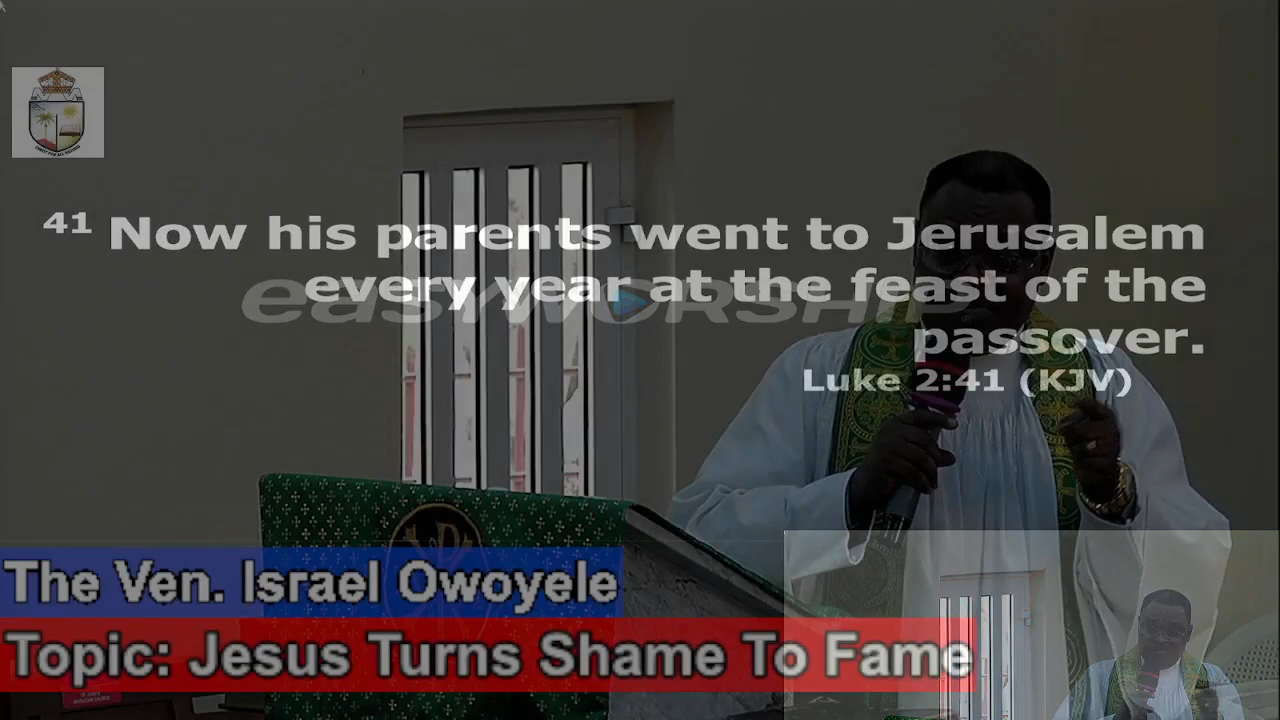 41 Now his parents went to Jerusalem
every year at the feast of the
passover.
Luke 2:41 (KJV)
easyworship
The Ven. Israel Owoyele
Topic: Jesus Turns Shame To Fame